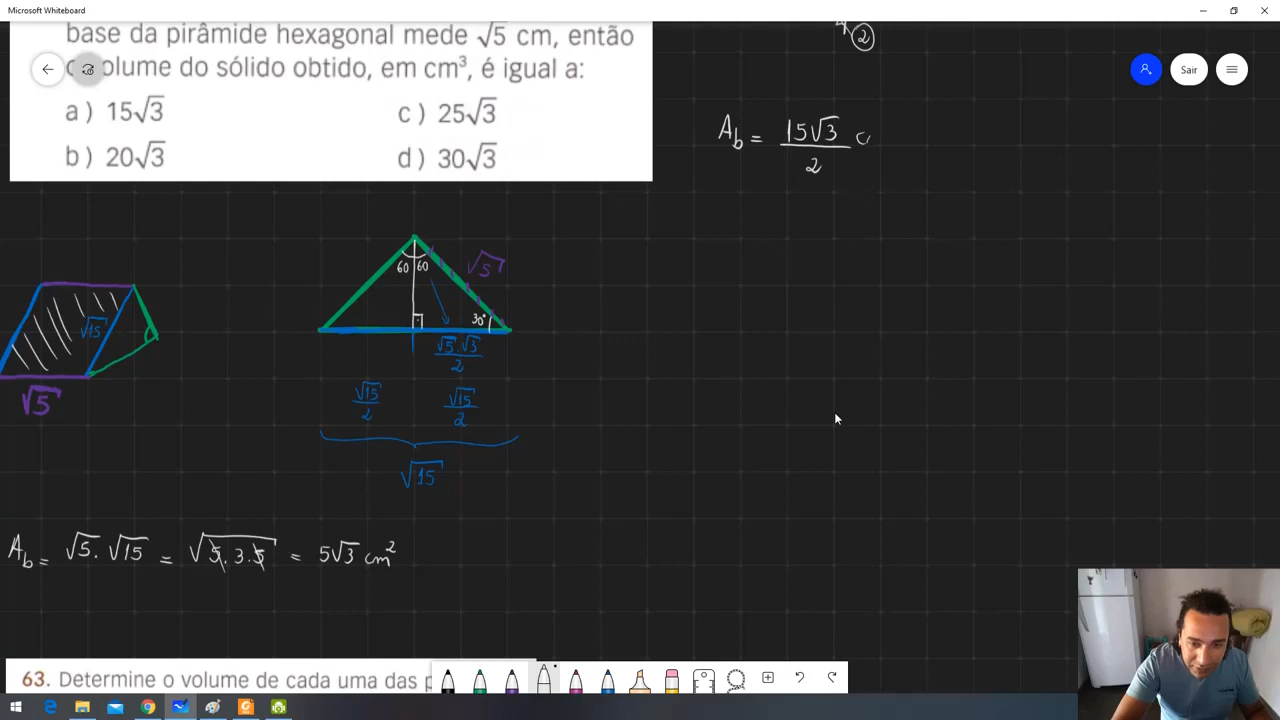 Microsoft Whiteboard
base da pirâmide hexagonal mede √5 cm, então
volume do sólido obtido, em cm³, é igual a:
a) 15√3
c) 25√3
b) 20√3
d) 30√3
2
Sair
A_b = 15√3/2 c
60 60
√5
30°
√15
√5
√5.√3/2
√15/2 √15/2
√15
A_b = √5.√15 = √5.3.5 = 5√3 cm²
63. Determine o volume de cada uma das